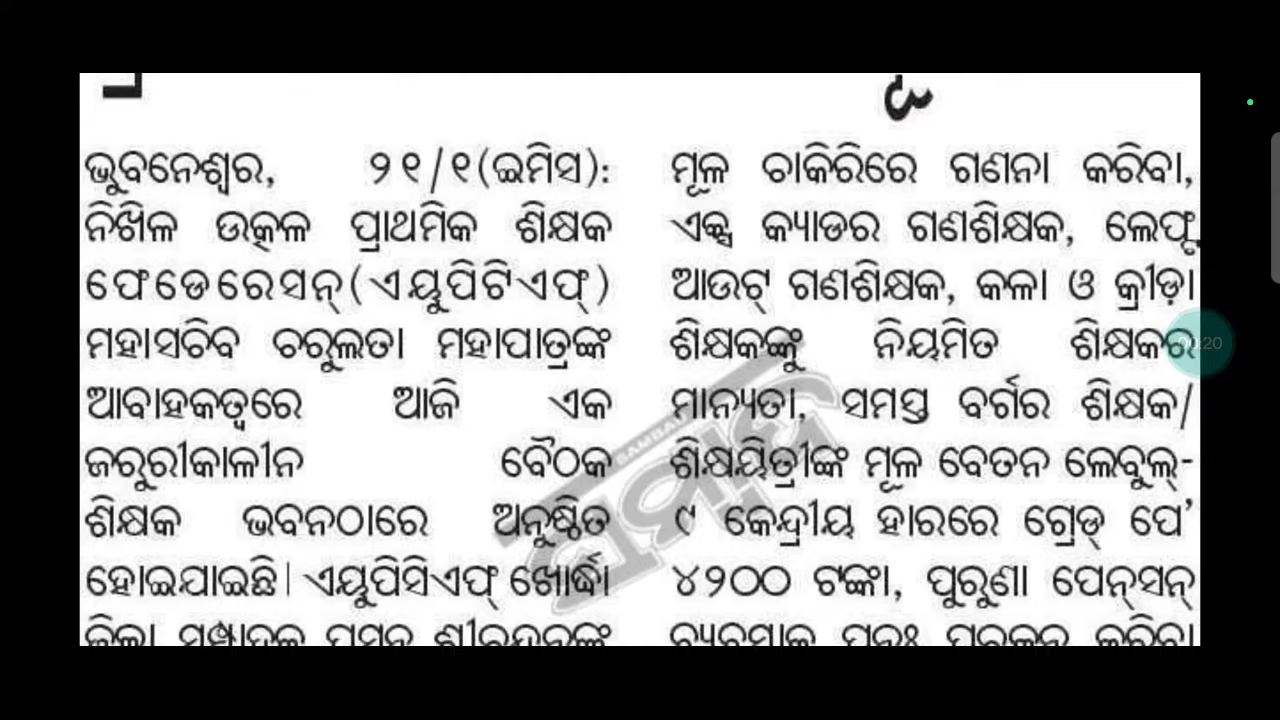 ଭୁବନେଶ୍ୱର, ୨୧/୧(ଇମିସ):
ନିଖିଳ ଉତ୍କଳ ପ୍ରାଥମିକ ଶିକ୍ଷକ
ଫେଡେରେସନ୍(ଏୟୁପିଟିଏଫ୍)
ମହାସଚିବ ଚାରୁଲତା ମହାପାତ୍ରଙ୍କ
ଆବାହକତ୍ୱରେ ଆଜି ଏକ
ଜରୁରୀକାଳୀନ ବୈଠକ
ଶିକ୍ଷକ ଭବନଠାରେ ଅନୁଷ୍ଠିତ
ହୋଇଯାଇଛି। ଏୟୁପିସିଏଫ୍ ଖୋର୍ଦ୍ଧା
ମୂଳ ଚାକିରିରେ ଗଣନା କରିବା,
ଏକ୍ସ କ୍ୟାଡର ଗଣଶିକ୍ଷକ, ଲେଫ୍ଟ
ଆଉଟ୍ ଗଣଶିକ୍ଷକ, କଳା ଓ କ୍ରୀଡ଼ା
ଶିକ୍ଷକଙ୍କୁ ନିୟମିତ ଶିକ୍ଷକର
ମାନ୍ୟତା, ସମସ୍ତ ବର୍ଗର ଶିକ୍ଷକ/
ଶିକ୍ଷୟିତ୍ରୀଙ୍କ ମୂଳ ବେତନ ଲେବୁଲ୍-
୯ କେନ୍ଦ୍ରୀୟ ହାରରେ ଗ୍ରେଡ୍ ପେ'
୪୨୦୦ ଟଙ୍କା, ପୁରୁଣା ପେନ୍‌ସନ୍